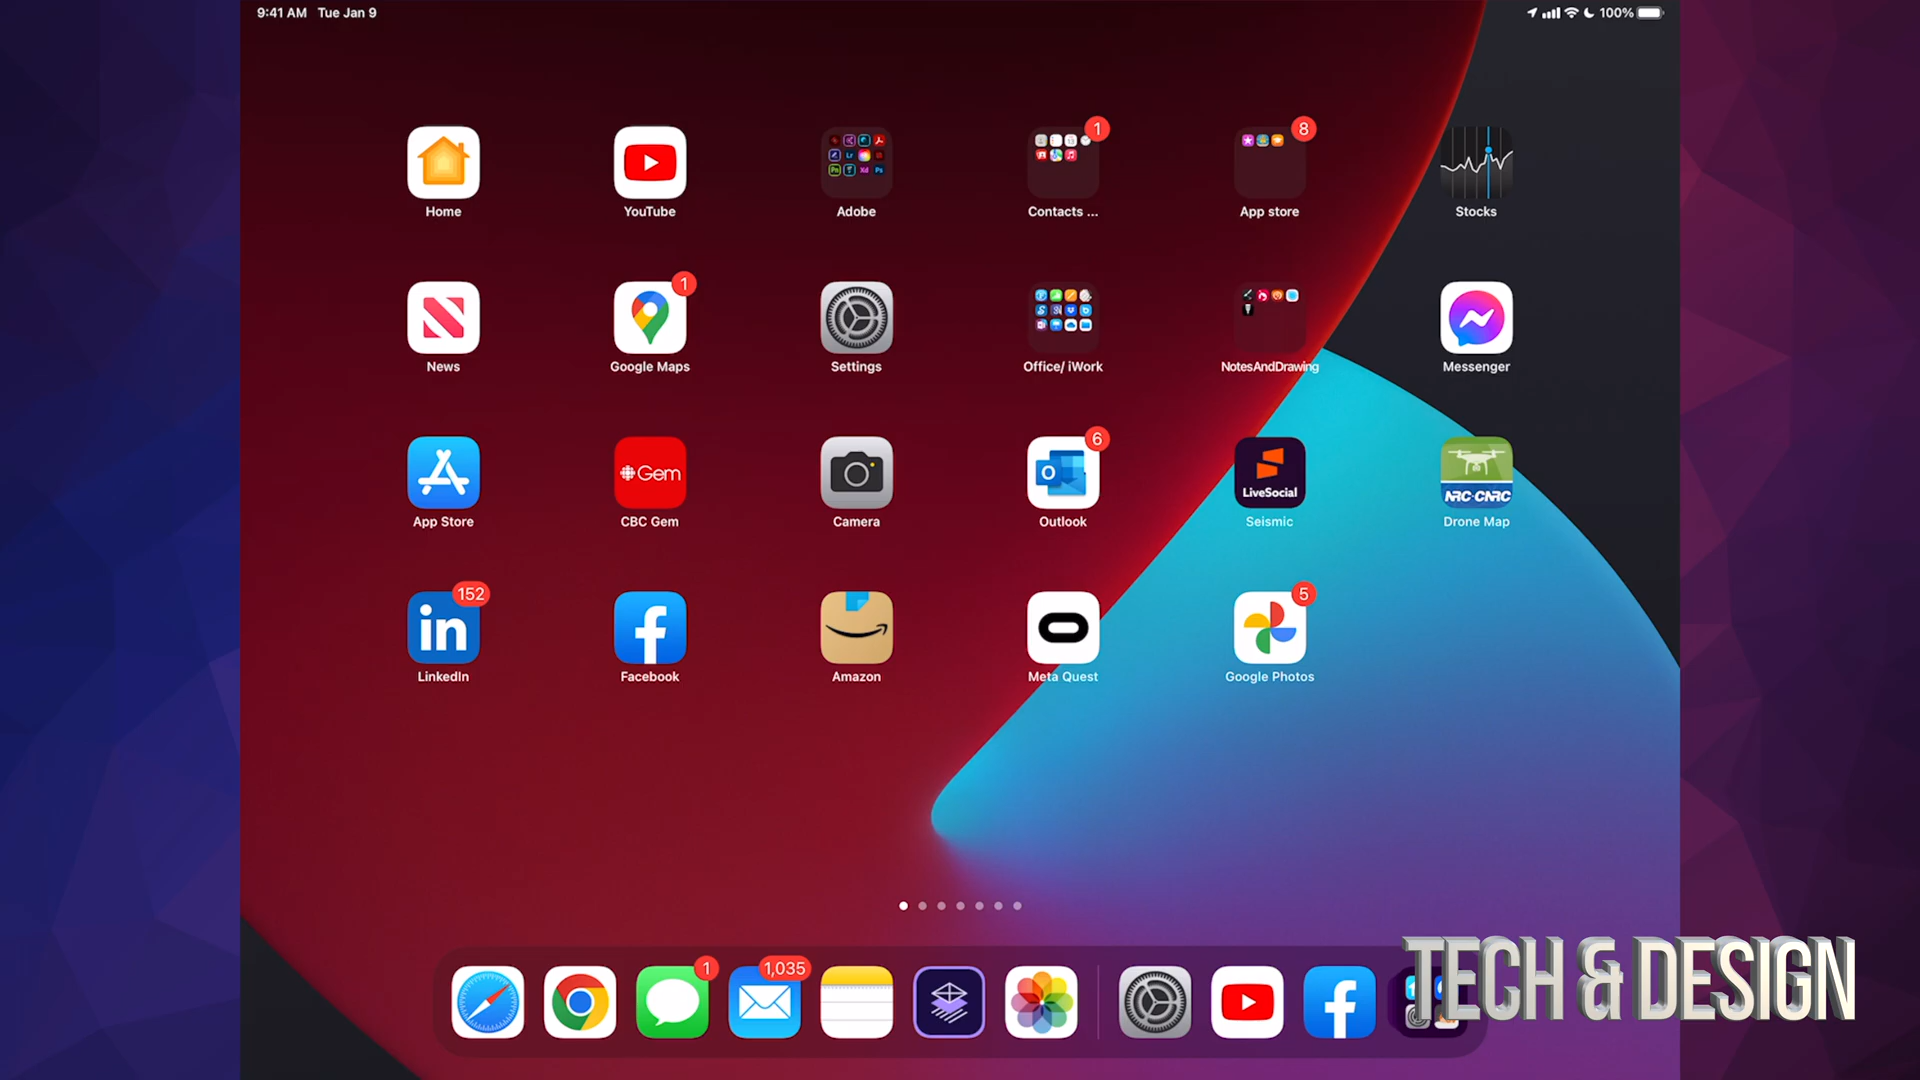 9:41 AM Tue Jan 9
100%
1
8
Home
YouTube
Adobe
Contacts ...
App store
Stocks
1
News
Google Maps
Settings
Office/ iWork
NotesAndDrawing
Messenger
Gem
6
LiveSocial
NRC·CNRC
App Store
CBC Gem
Camera
Outlook
Seismic
Drone Map
152
in
5
LinkedIn
Facebook
Amazon
Meta Quest
Google Photos
1
1,035
TECH & DESIGN